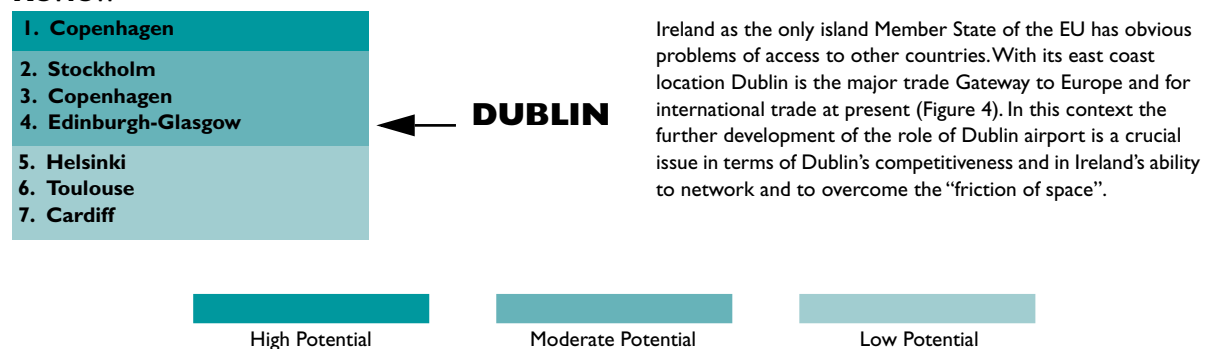 1. Copenhagen
2. Stockholm
3. Copenhagen
4. Edinburgh-Glasgow
5. Helsinki
6. Toulouse
7. Cardiff
DUBLIN
Ireland as the only island Member State of the EU has obvious
problems of access to other countries. With its east coast
location Dublin is the major trade Gateway to Europe and for
international trade at present (Figure 4). In this context the
further development of the role of Dublin airport is a crucial
issue in terms of Dublin's competitiveness and in Ireland's ability
to network and to overcome the “friction of space”.
High Potential
Moderate Potential
Low Potential